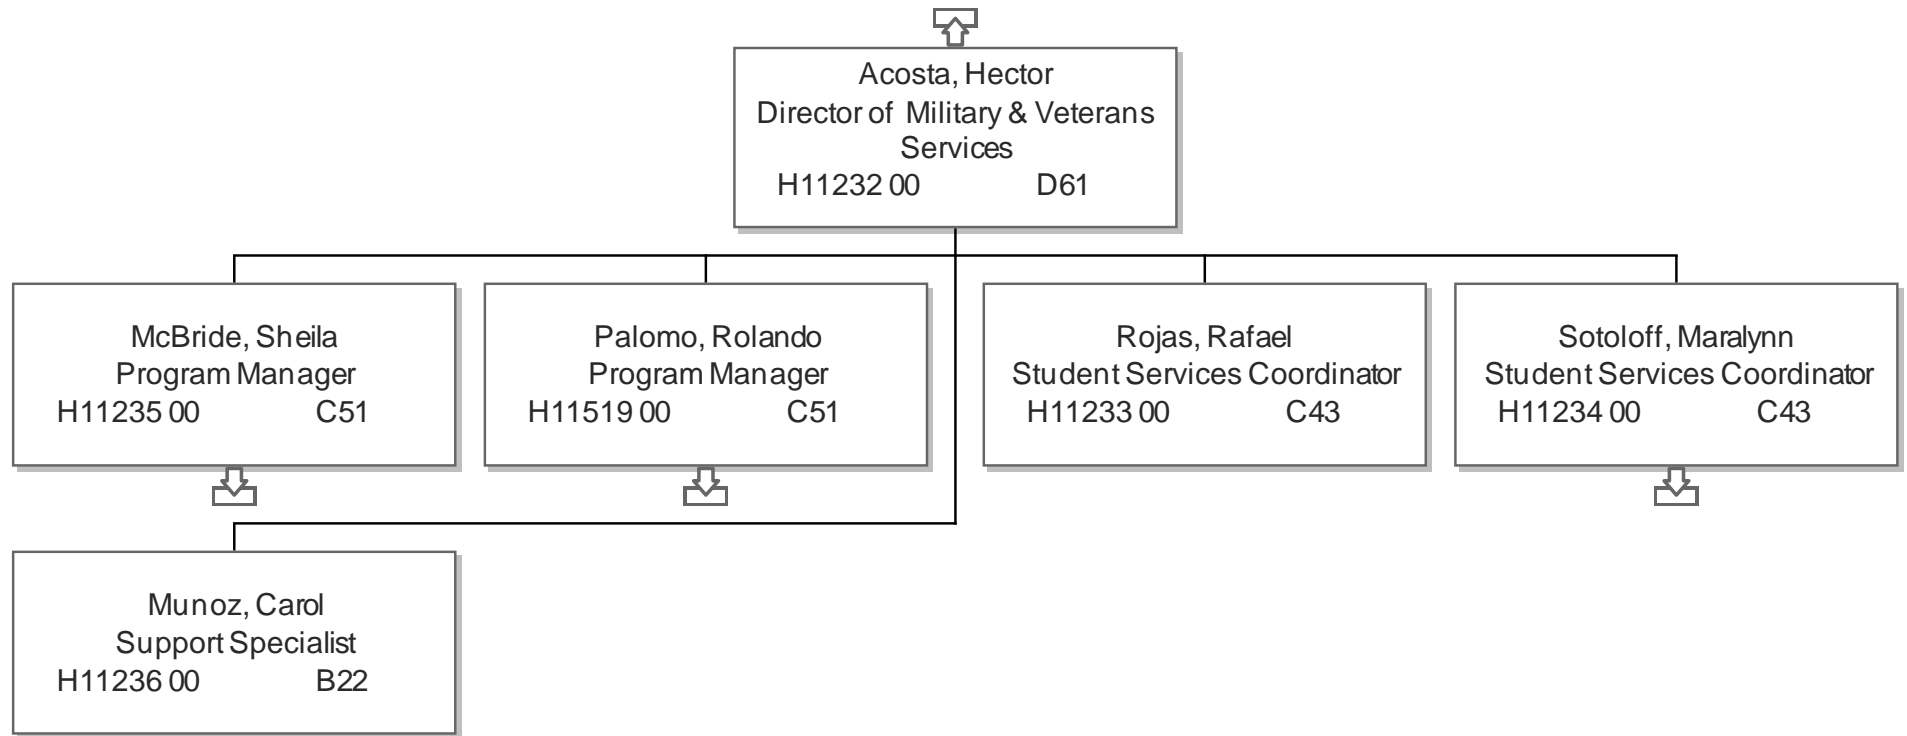 Acosta, Hector
Director of Military & Veterans
Services
H11232 00 D61
McBride, Sheila
Program Manager
H11235 00 C51
Palomo, Rolando
Program Manager
H11519 00 C51
Rojas, Rafael
Student Services Coordinator
H11233 00 C43
Sotoloff, Maralynn
Student Services Coordinator
H11234 00 C43
Munoz, Carol
Support Specialist
H11236 00 B22